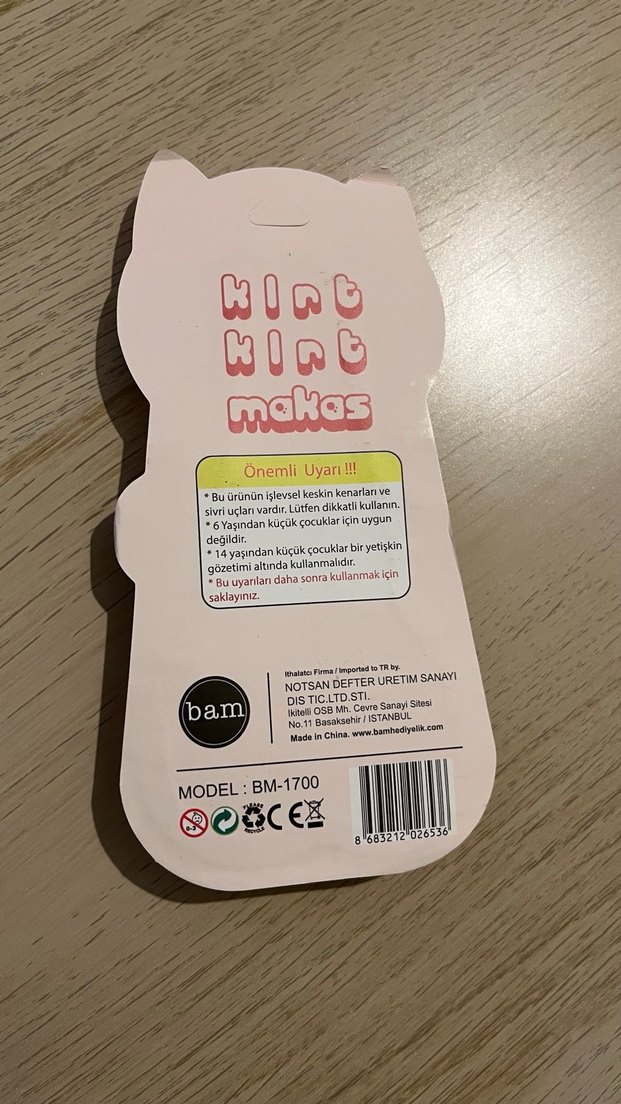 kırt
kırt
makas
Önemli Uyarı !!!
* Bu ürünün işlevsel keskin kenarları ve
sivri uçları vardır. Lütfen dikkatli kullanın.
* 6 Yaşından küçük çocuklar için uygun
değildir.
* 14 yaşından küçük çocuklar bir yetişkin
gözetimi altında kullanmalıdır.
* Bu uyarıları daha sonra kullanmak için
saklayınız.
bam
Ithalatcı Firma / Imported to TR by.
NOTSAN DEFTER URETIM SANAYI
DIS TIC.LTD.STI.
Ikitelli OSB Mh. Cevre Sanayi Sitesi
No.11 Basaksehir / ISTANBUL
Made in China. www.bamhediyelik.com
MODEL : BM-1700
0-3
PLEASE
RECYCLE
CE
8 683212 026536